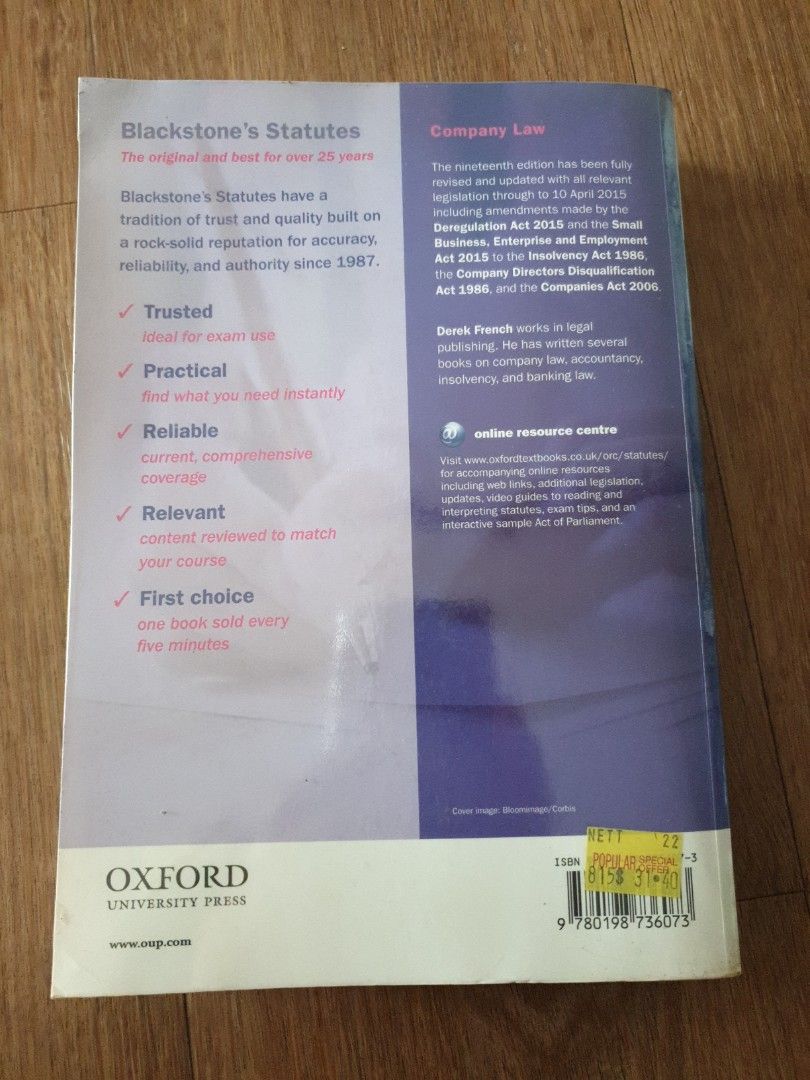 Blackstone's Statutes
The original and best for over 25 years
Blackstone's Statutes have a
tradition of trust and quality built on
a rock-solid reputation for accuracy,
reliability, and authority since 1987.
✓ Trusted
ideal for exam use
✓ Practical
find what you need instantly
✓ Reliable
current, comprehensive
coverage
✓ Relevant
content reviewed to match
your course
✓ First choice
one book sold every
five minutes
Company Law
The nineteenth edition has been fully
revised and updated with all relevant
legislation through to 10 April 2015
including amendments made by the
Deregulation Act 2015 and the Small
Business, Enterprise and Employment
Act 2015 to the Insolvency Act 1986,
the Company Directors Disqualification
Act 1986, and the Companies Act 2006.
Derek French works in legal
publishing. He has written several
books on company law, accountancy,
insolvency, and banking law.
@ online resource centre
Visit www.oxfordtextbooks.co.uk/orc/statutes/
for accompanying online resources
including web links, additional legislation,
updates, video guides to reading and
interpreting statutes, exam tips, and an
interactive sample Act of Parliament.
Cover image: Bloomimage/Corbis
OXFORD
UNIVERSITY PRESS
www.oup.com
NETT '22
ISBN 7-3
POPULAR SPECIAL
OFFER
815$ 31.40
9 780198 736073